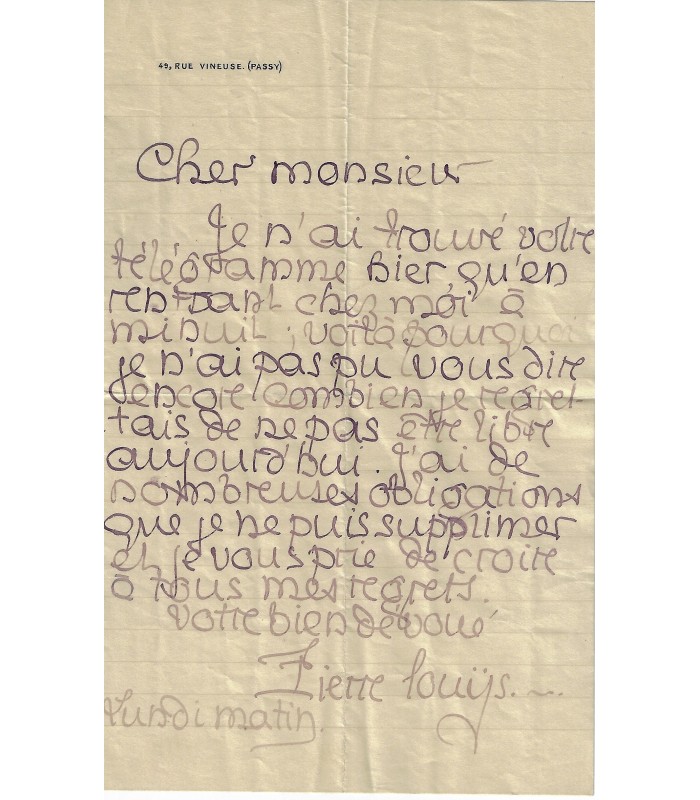 49, RUE VINEUSE. (PASSY)
Cher monsieur
Je n'ai trouvé votre
télégramme hier, qu'en
rentrant chez moi à
minuit ; voilà pourquoi
je n'ai pas pu vous dire
encore combien je regret-
tais de ne pas être libre
aujourd'hui. J'ai de
nombreuses obligations
que je ne puis supprimer
et je vous prie de croire
à tous mes regrets.
Votre bien dévoué
Pierre Louÿs.
Lundi matin.